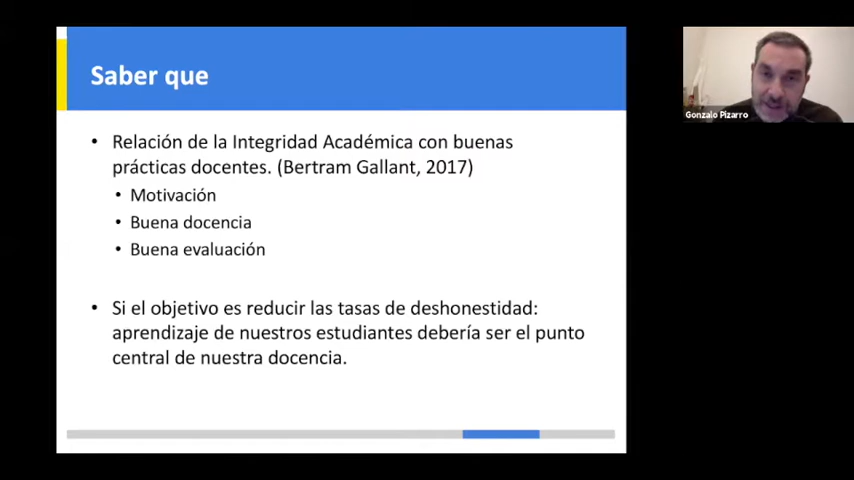 Saber que
• Relación de la Integridad Académica con buenas
prácticas docentes. (Bertram Gallant, 2017)
• Motivación
• Buena docencia
• Buena evaluación
• Si el objetivo es reducir las tasas de deshonestidad:
aprendizaje de nuestros estudiantes debería ser el punto
central de nuestra docencia.
Gonzalo Pizarro